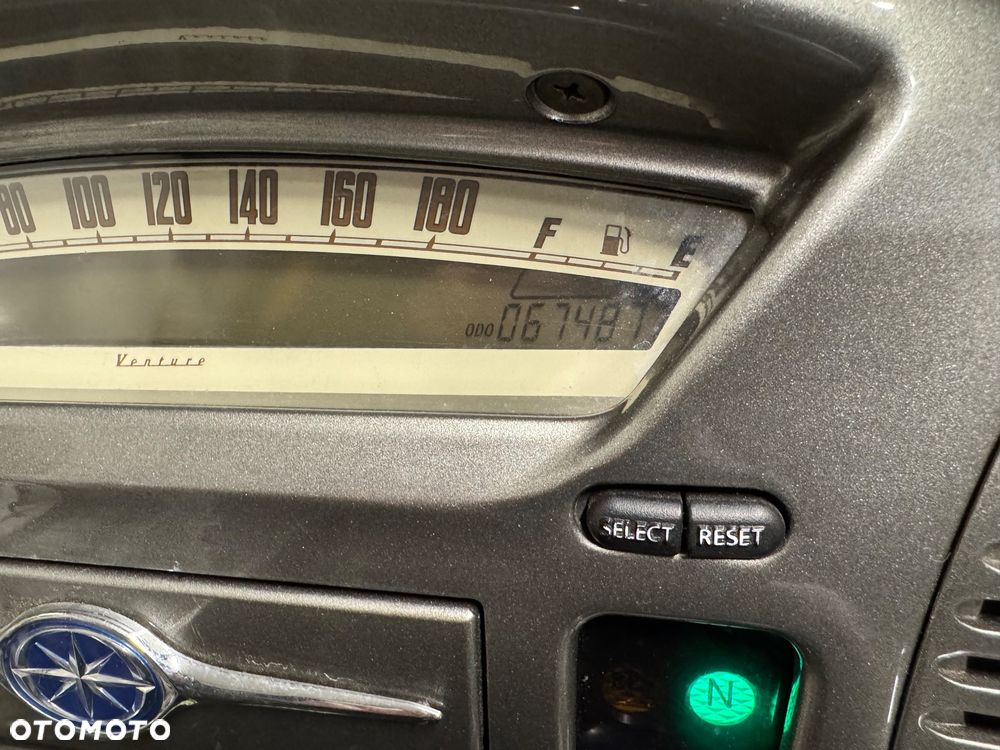 80 100 120 140 160 180
F E
ODO 067487
Venture
SELECT RESET
N
OTOMOTO